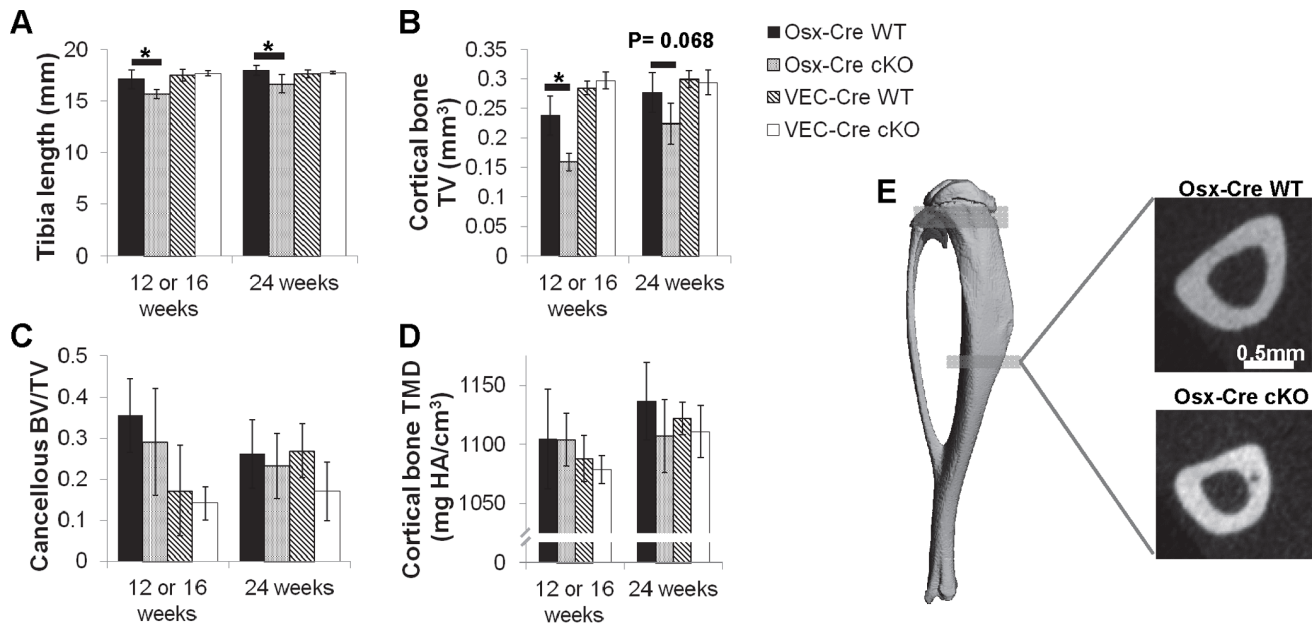 A
Tibia length (mm)
20
15
10
5
0
*
*
12 or 16
weeks
24 weeks
B
Cortical bone
TV (mm³)
0.35
0.3
0.25
0.2
0.15
0.1
0.05
0
*
P= 0.068
12 or 16
weeks
24 weeks
Osx-Cre WT
Osx-Cre cKO
VEC-Cre WT
VEC-Cre cKO
C
Cancellous BV/TV
0.5
0.4
0.3
0.2
0.1
0
12 or 16
weeks
24 weeks
D
Cortical bone TMD
(mg HA/cm³)
1150
1100
1050
0
12 or 16
weeks
24 weeks
E
Osx-Cre WT
0.5mm
Osx-Cre cKO